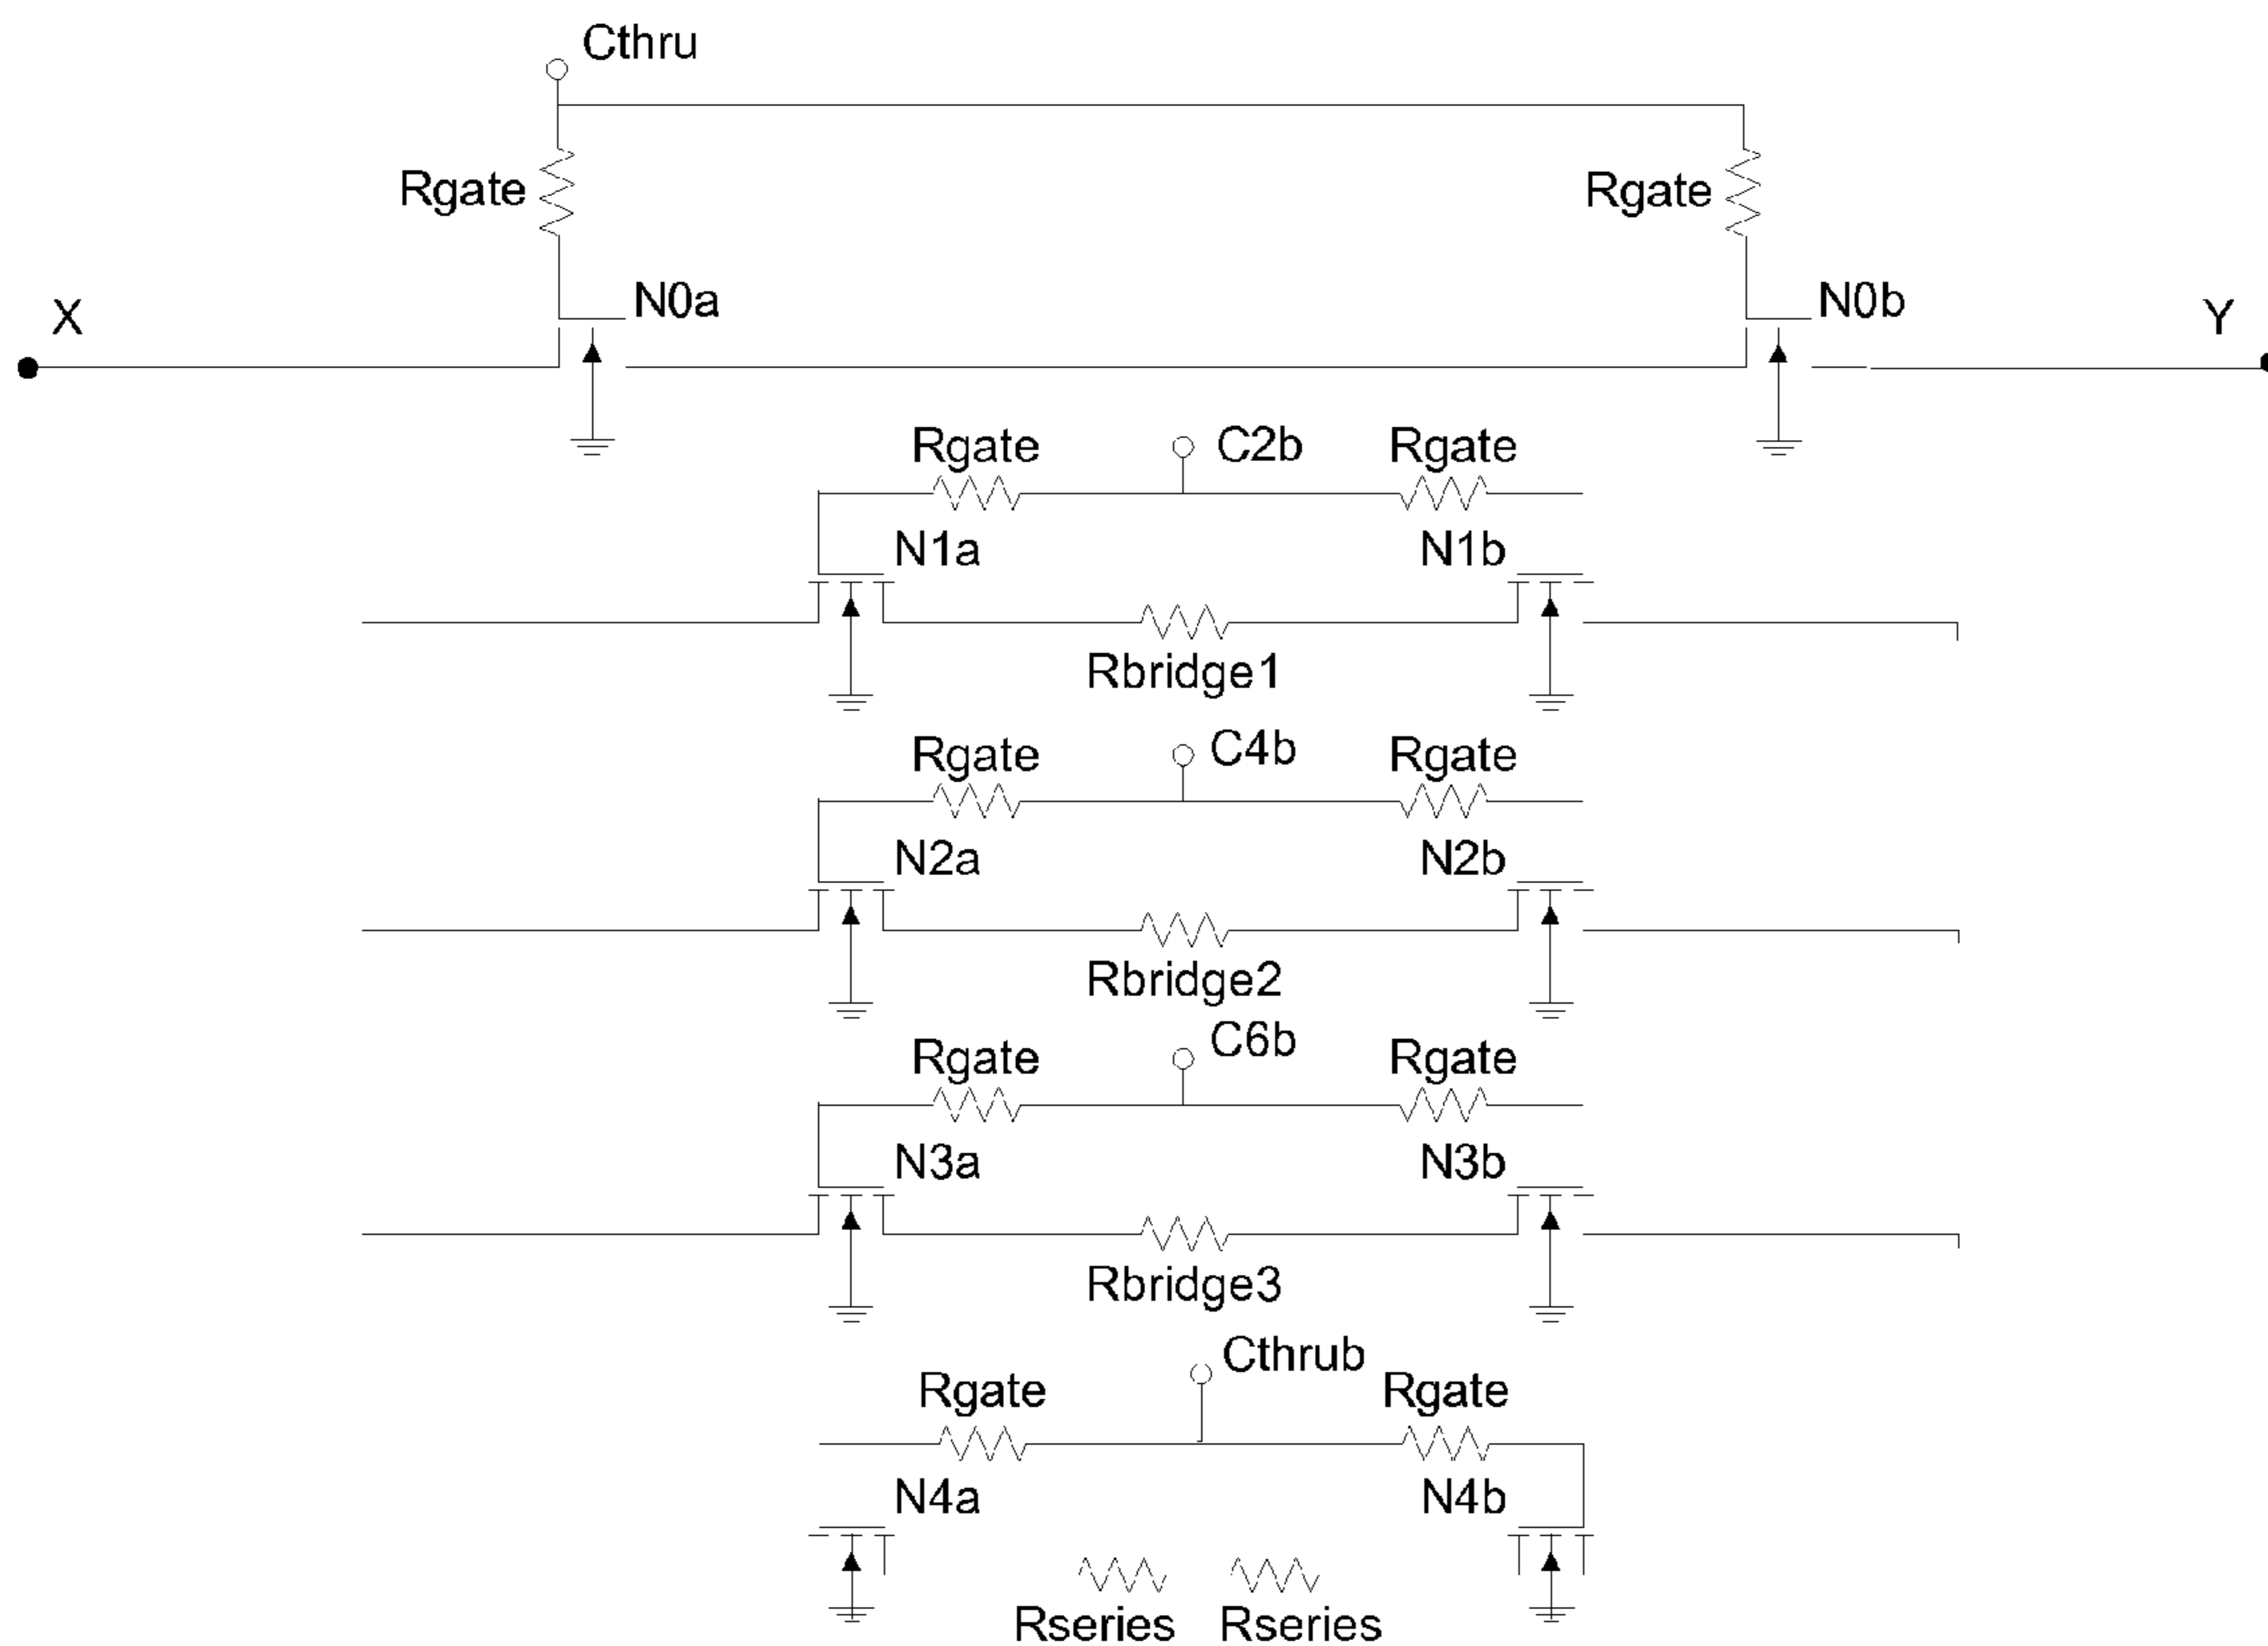 Cthru
Rgate Rgate
N0a N0b
X Y
Rgate C2b Rgate
N1a N1b
Rbridge1
Rgate C4b Rgate
N2a N2b
Rbridge2
Rgate C6b Rgate
N3a N3b
Rbridge3
Cthrub
Rgate Rgate
N4a N4b
Rseries Rseries